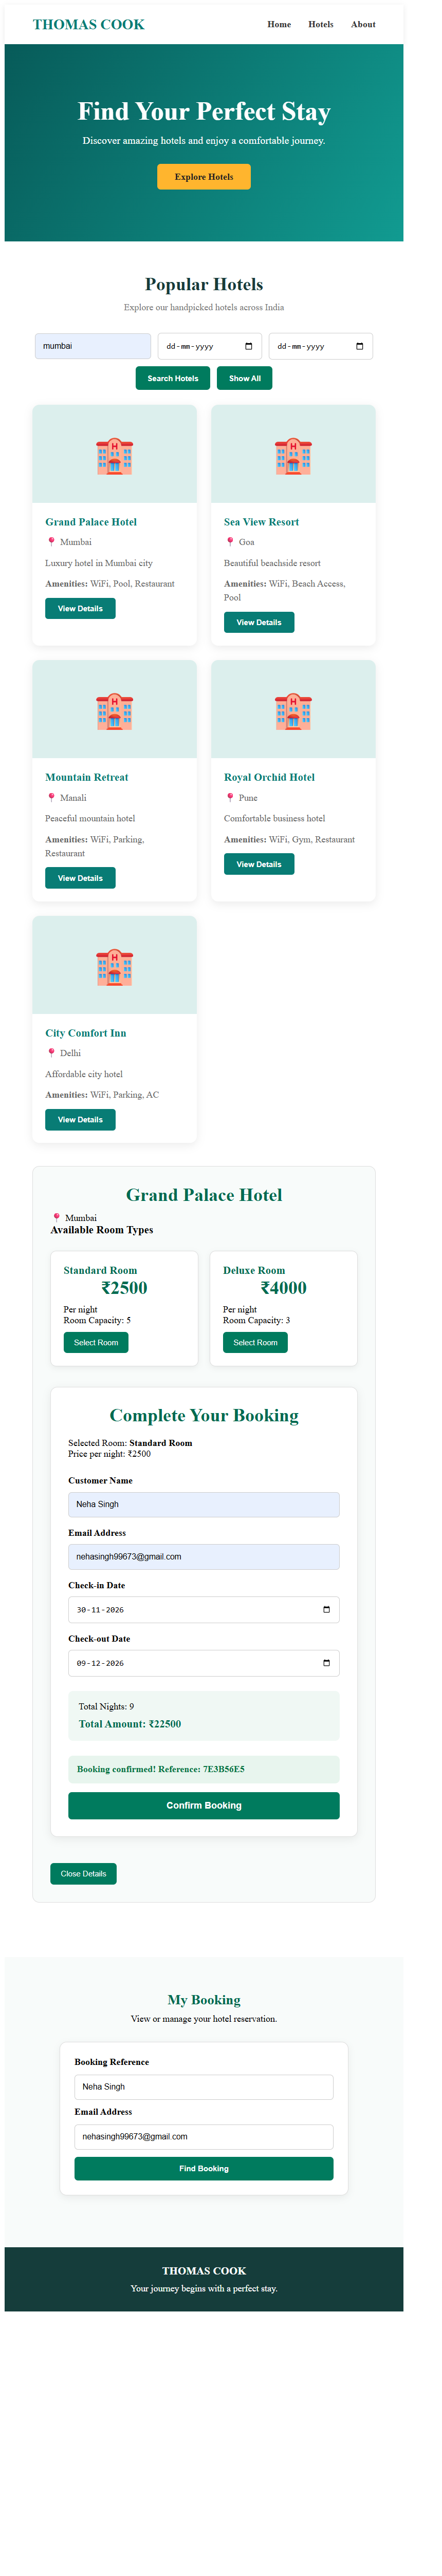 THOMAS COOK
Home Hotels About
Find Your Perfect Stay
Discover amazing hotels and enjoy a comfortable journey.
Explore Hotels
Popular Hotels
Explore our handpicked hotels across India
mumbai dd-mm-yyyy dd-mm-yyyy
Search Hotels Show All
H
Grand Palace Hotel
Mumbai
Luxury hotel in Mumbai city
Amenities: WiFi, Pool, Restaurant
View Details
H
Sea View Resort
Goa
Beautiful beachside resort
Amenities: WiFi, Beach Access,
Pool
View Details
H
Mountain Retreat
Manali
Peaceful mountain hotel
Amenities: WiFi, Parking,
Restaurant
View Details
H
Royal Orchid Hotel
Pune
Comfortable business hotel
Amenities: WiFi, Gym, Restaurant
View Details
H
City Comfort Inn
Delhi
Affordable city hotel
Amenities: WiFi, Parking, AC
View Details
Grand Palace Hotel
Mumbai
Available Room Types
Standard Room
₹2500
Per night
Room Capacity: 5
Select Room
Deluxe Room
₹4000
Per night
Room Capacity: 3
Select Room
Complete Your Booking
Selected Room: Standard Room
Price per night: ₹2500
Customer Name
Neha Singh
Email Address
nehasingh99673@gmail.com
Check-in Date
30-11-2026
Check-out Date
09-12-2026
Total Nights: 9
Total Amount: ₹22500
Booking confirmed! Reference: 7E3B56E5
Confirm Booking
Close Details
My Booking
View or manage your hotel reservation.
Booking Reference
Neha Singh
Email Address
nehasingh99673@gmail.com
Find Booking
THOMAS COOK
Your journey begins with a perfect stay.